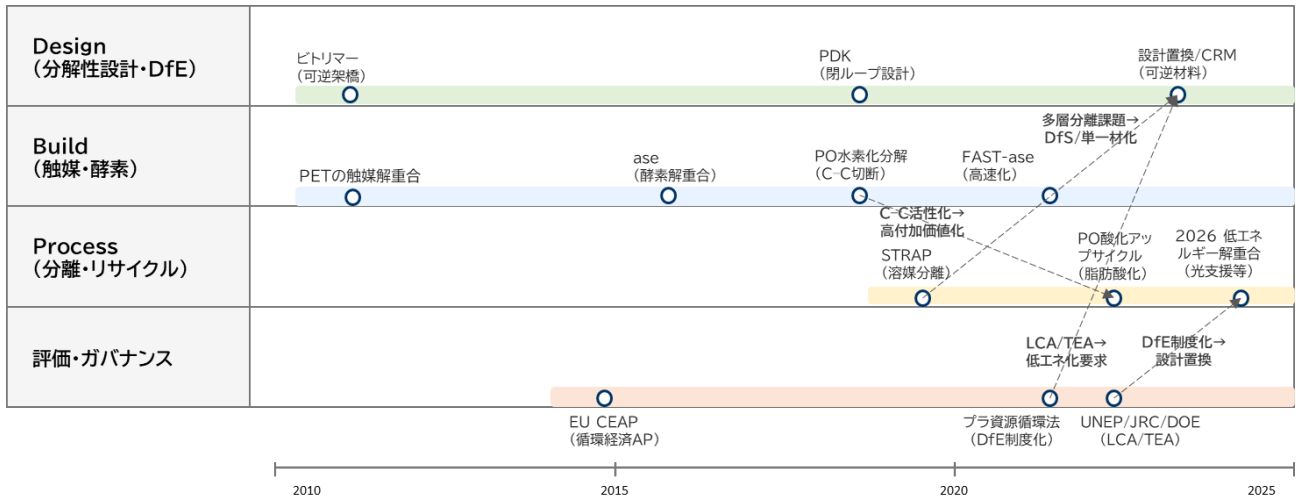 Design
（分解性設計・DfE）
ビトリマー
（可逆架橋）
PDK
（閉ループ設計）
設計置換/CRM
（可逆材料）
多層分離課題→
DfS/単一材化
Build
（触媒・酵素）
PETの触媒解重合
ase
（酵素解重合）
PO水素化分解
（C–C切断）
FAST-ase
（高速化）
C–C活性化→
高付加価値化
Process
（分離・リサイクル）
STRAP
（溶媒分離）
PO酸化アッ
プサイクル
（脂肪酸化）
2026 低エネ
ルギー解重合
（光支援等）
評価・ガバナンス
LCA/TEA→
低エネ化要求
DfE制度化→
設計置換
EU CEAP
（循環経済AP）
プラ資源循環法
（DfE制度化）
UNEP/JRC/DOE
（LCA/TEA）
2010
2015
2020
2025